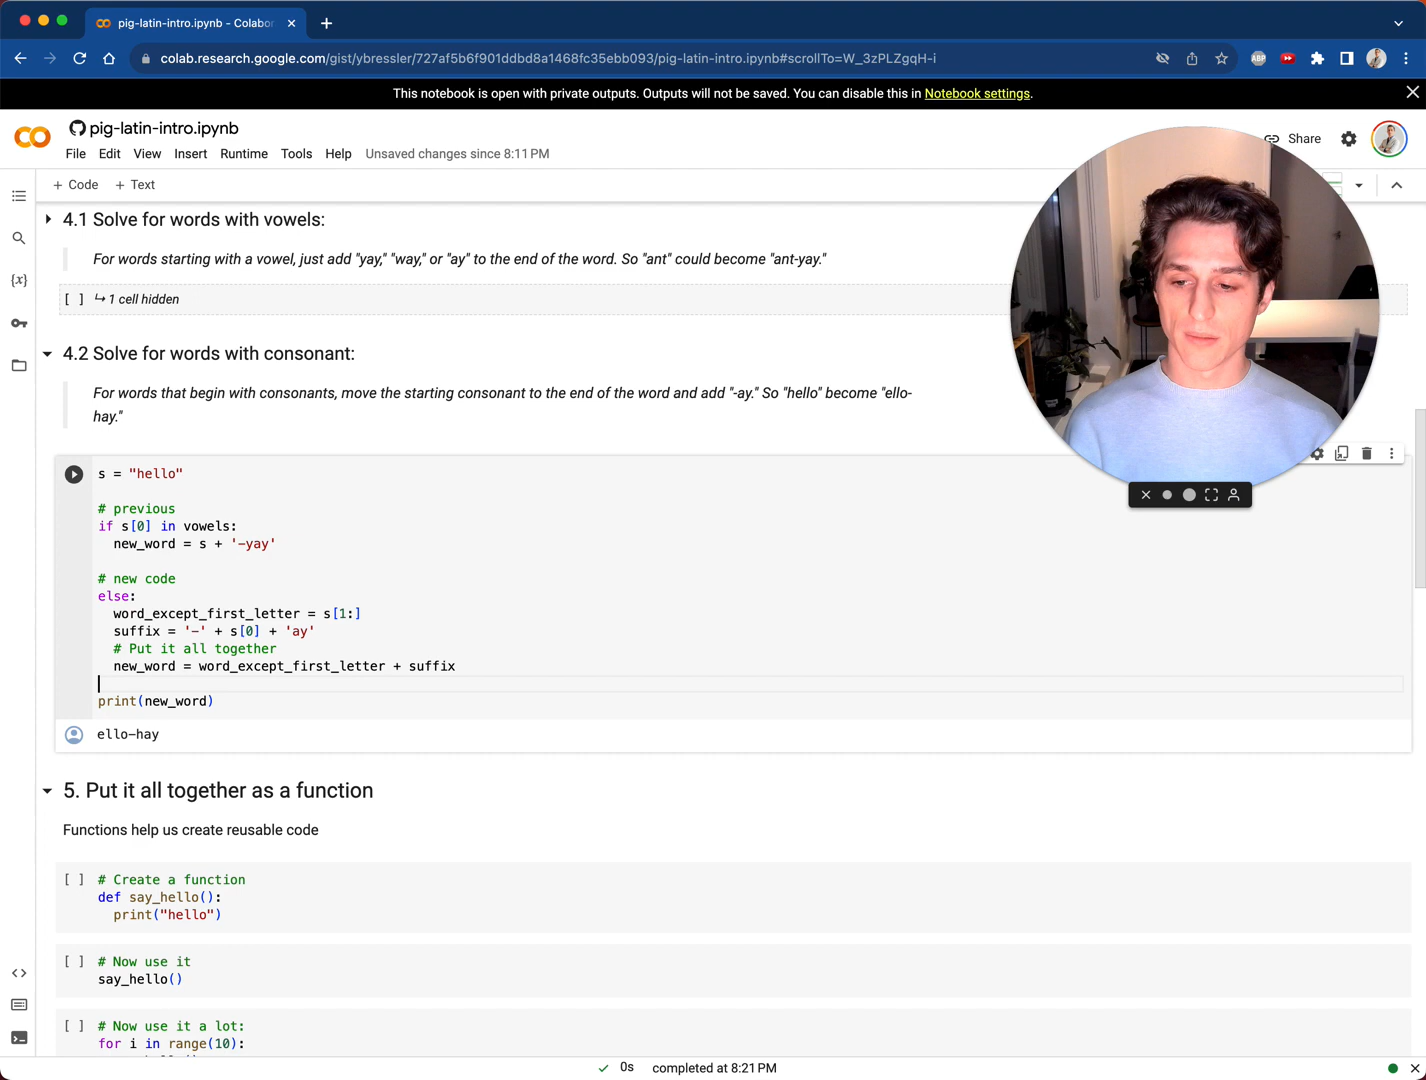 pig-latin-intro.ipynb - Colabor
colab.research.google.com/gist/ybressler/727af5b6f901ddbd8a1468fc35ebb093/pig-latin-intro.ipynb#scrollTo=W_3zPLZgqH-i
ABP
This notebook is open with private outputs. Outputs will not be saved. You can disable this in Notebook settings.
pig-latin-intro.ipynb
Share
File Edit View Insert Runtime Tools Help Unsaved changes since 8:11 PM
+ Code + Text
4.1 Solve for words with vowels:
For words starting with a vowel, just add "yay," "way," or "ay" to the end of the word. So "ant" could become "ant-yay."
{x}
[ ] ↳ 1 cell hidden
4.2 Solve for words with consonant:
For words that begin with consonants, move the starting consonant to the end of the word and add "-ay." So "hello" become "ello-
hay."
s = "hello"
# previous
if s[0] in vowels:
new_word = s + '-yay'
# new code
else:
word_except_first_letter = s[1:]
suffix = '-' + s[0] + 'ay'
# Put it all together
new_word = word_except_first_letter + suffix
print(new_word)
ello-hay
5. Put it all together as a function
Functions help us create reusable code
[ ] # Create a function
def say_hello():
print("hello")
[ ] # Now use it
say_hello()
[ ] # Now use it a lot:
for i in range(10):
✓ 0s completed at 8:21 PM